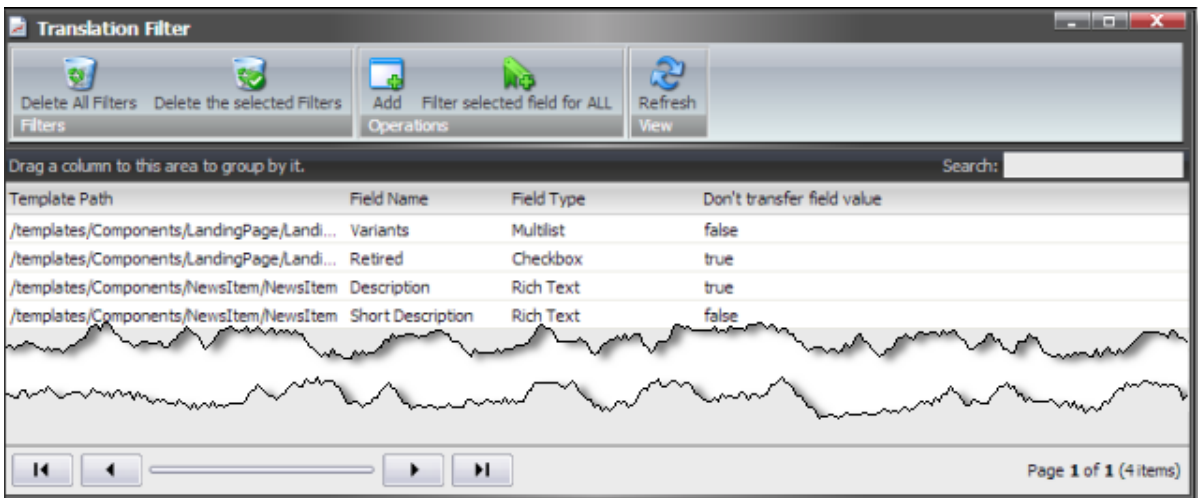 Translation Filter
Delete All Filters Delete the selected Filters Add Filter selected field for ALL Refresh
Filters Operations View
Drag a column to this area to group by it. Search:
Template Path Field Name Field Type Don't transfer field value
/templates/Components/LandingPage/Landi... Variants Multilist false
/templates/Components/LandingPage/Landi... Retired Checkbox true
/templates/Components/NewsItem/NewsItem Description Rich Text true
/templates/Components/NewsItem/NewsItem Short Description Rich Text false
Page 1 of 1 (4 items)